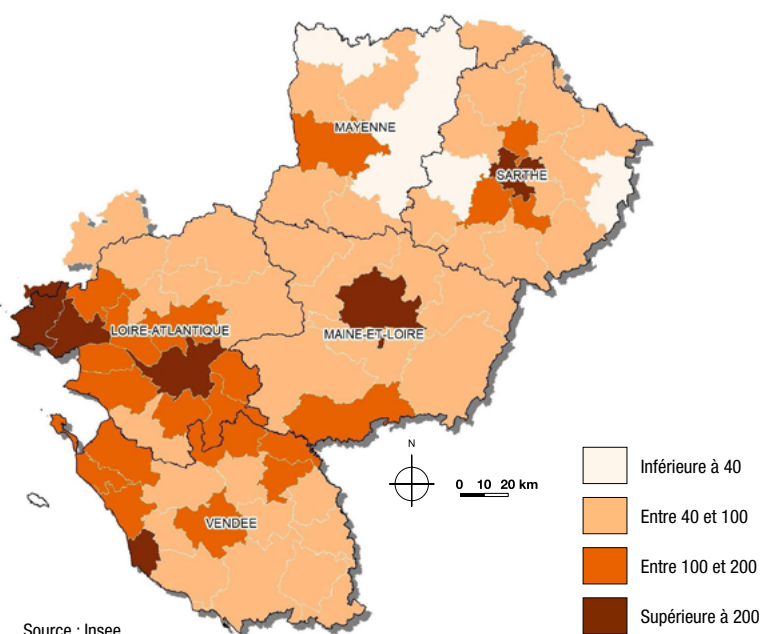 MAYENNE
SARTHE
LOIRE-ATLANTIQUE
MAINE-ET-LOIRE
N
0 10 20 km
VENDEE
Inférieure à 40
Entre 40 et 100
Entre 100 et 200
Supérieure à 200
Source : Insee